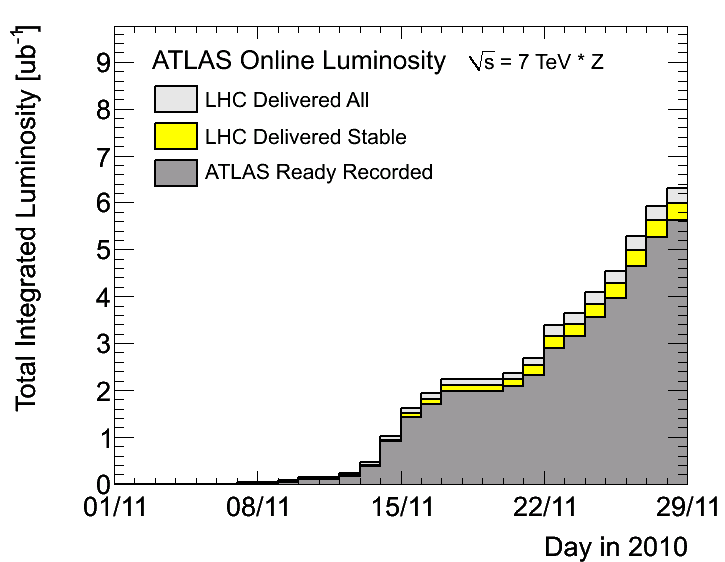 ATLAS Online Luminosity √s = 7 TeV * Z
LHC Delivered All
LHC Delivered Stable
ATLAS Ready Recorded
Total Integrated Luminosity [ub⁻¹]
9
8
7
6
5
4
3
2
1
0
01/11 08/11 15/11 22/11 29/11
Day in 2010